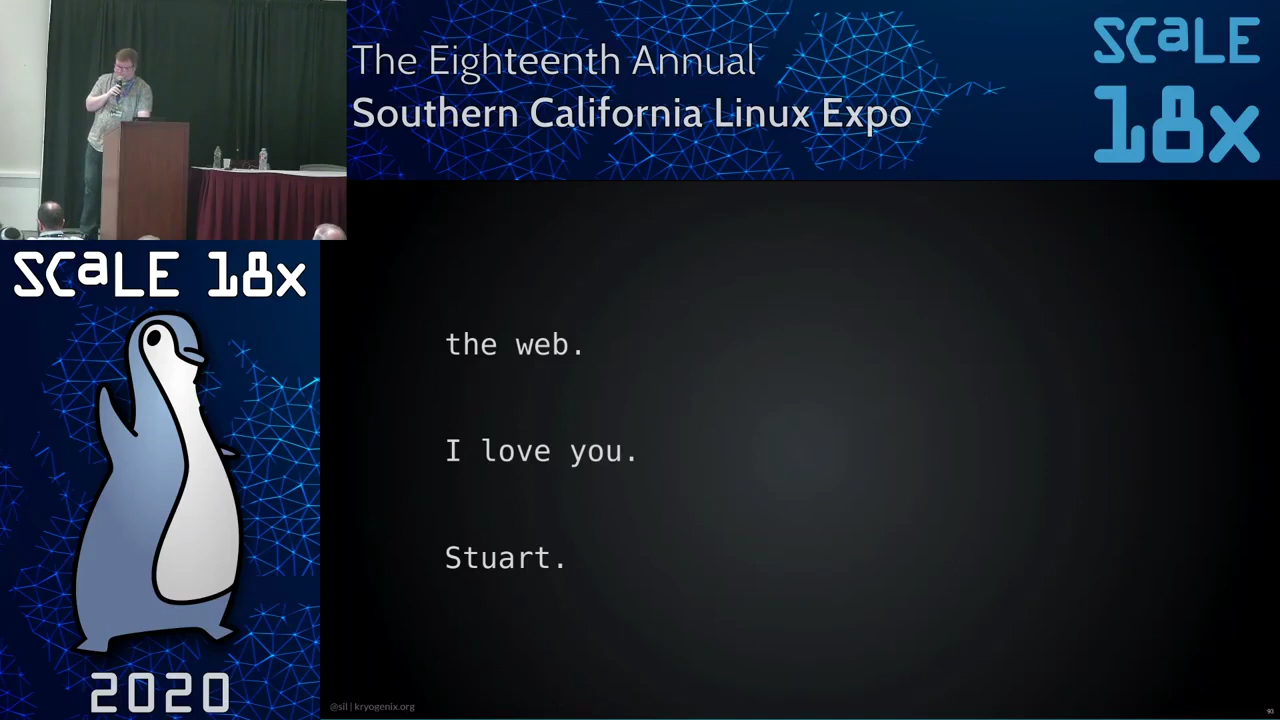 The Eighteenth Annual
Southern California Linux Expo
SCaLE
18x
SCaLE 18x
2020
the web.
I love you.
Stuart.
@sil | kryogenix.org
93